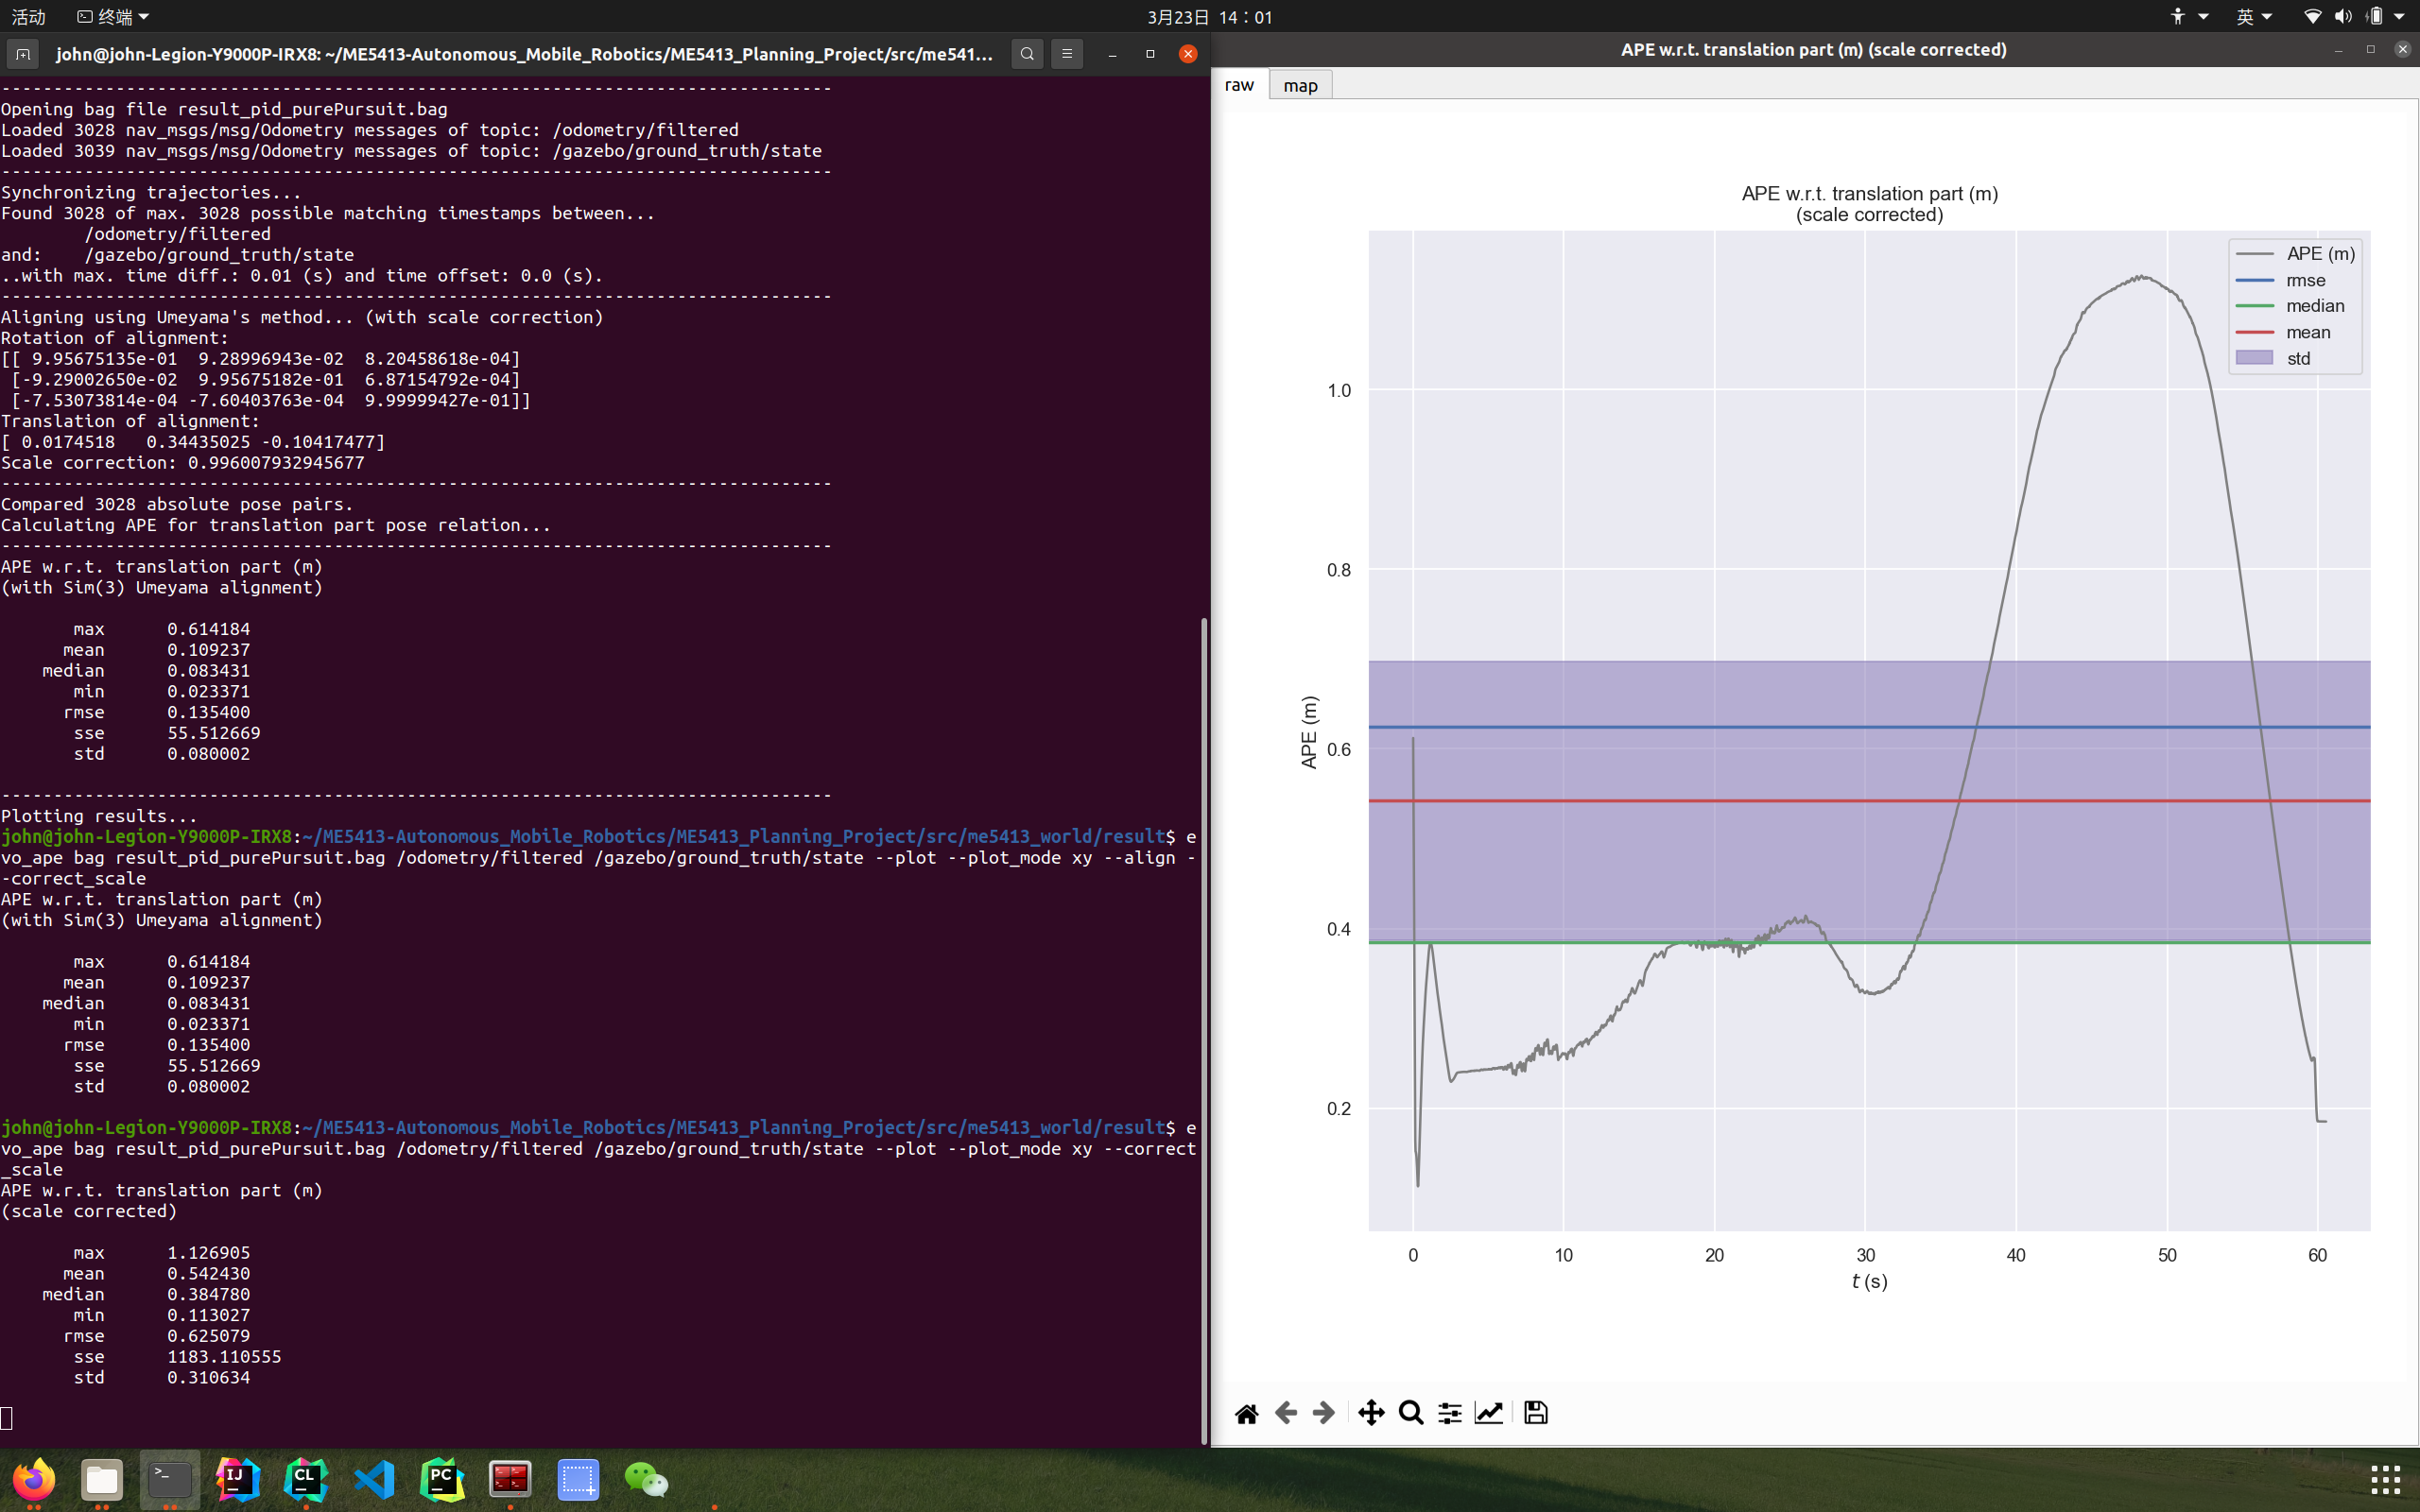 活动 终端 3月23日 14：01 英
john@john-Legion-Y9000P-IRX8: ~/ME5413-Autonomous_Mobile_Robotics/ME5413_Planning_Project/src/me541...
--------------------------------------------------------------------------------
Opening bag file result_pid_purePursuit.bag
Loaded 3028 nav_msgs/msg/Odometry messages of topic: /odometry/filtered
Loaded 3039 nav_msgs/msg/Odometry messages of topic: /gazebo/ground_truth/state
--------------------------------------------------------------------------------
Synchronizing trajectories...
Found 3028 of max. 3028 possible matching timestamps between...
/odometry/filtered
and: /gazebo/ground_truth/state
..with max. time diff.: 0.01 (s) and time offset: 0.0 (s).
--------------------------------------------------------------------------------
Aligning using Umeyama's method... (with scale correction)
Rotation of alignment:
[[ 9.95675135e-01 9.28996943e-02 8.20458618e-04]
[-9.29002650e-02 9.95675182e-01 6.87154792e-04]
[-7.53073814e-04 -7.60403763e-04 9.99999427e-01]]
Translation of alignment:
[ 0.0174518 0.34435025 -0.10417477]
Scale correction: 0.996007932945677
--------------------------------------------------------------------------------
Compared 3028 absolute pose pairs.
Calculating APE for translation part pose relation...
--------------------------------------------------------------------------------
APE w.r.t. translation part (m)
(with Sim(3) Umeyama alignment)
max 0.614184
mean 0.109237
median 0.083431
min 0.023371
rmse 0.135400
sse 55.512669
std 0.080002
--------------------------------------------------------------------------------
Plotting results...
john@john-Legion-Y9000P-IRX8:~/ME5413-Autonomous_Mobile_Robotics/ME5413_Planning_Project/src/me5413_world/result$ e
vo_ape bag result_pid_purePursuit.bag /odometry/filtered /gazebo/ground_truth/state --plot --plot_mode xy --align -
-correct_scale
APE w.r.t. translation part (m)
(with Sim(3) Umeyama alignment)
max 0.614184
mean 0.109237
median 0.083431
min 0.023371
rmse 0.135400
sse 55.512669
std 0.080002
john@john-Legion-Y9000P-IRX8:~/ME5413-Autonomous_Mobile_Robotics/ME5413_Planning_Project/src/me5413_world/result$ e
vo_ape bag result_pid_purePursuit.bag /odometry/filtered /gazebo/ground_truth/state --plot --plot_mode xy --correct
_scale
APE w.r.t. translation part (m)
(scale corrected)
max 1.126905
mean 0.542430
median 0.384780
min 0.113027
rmse 0.625079
sse 1183.110555
std 0.310634
APE w.r.t. translation part (m) (scale corrected)
raw map
APE w.r.t. translation part (m)
(scale corrected)
APE (m)
rmse
median
mean
std
1.0
0.8
0.6
0.4
0.2
APE (m)
0 10 20 30 40 50 60
t (s)
>_ IJ CL PC